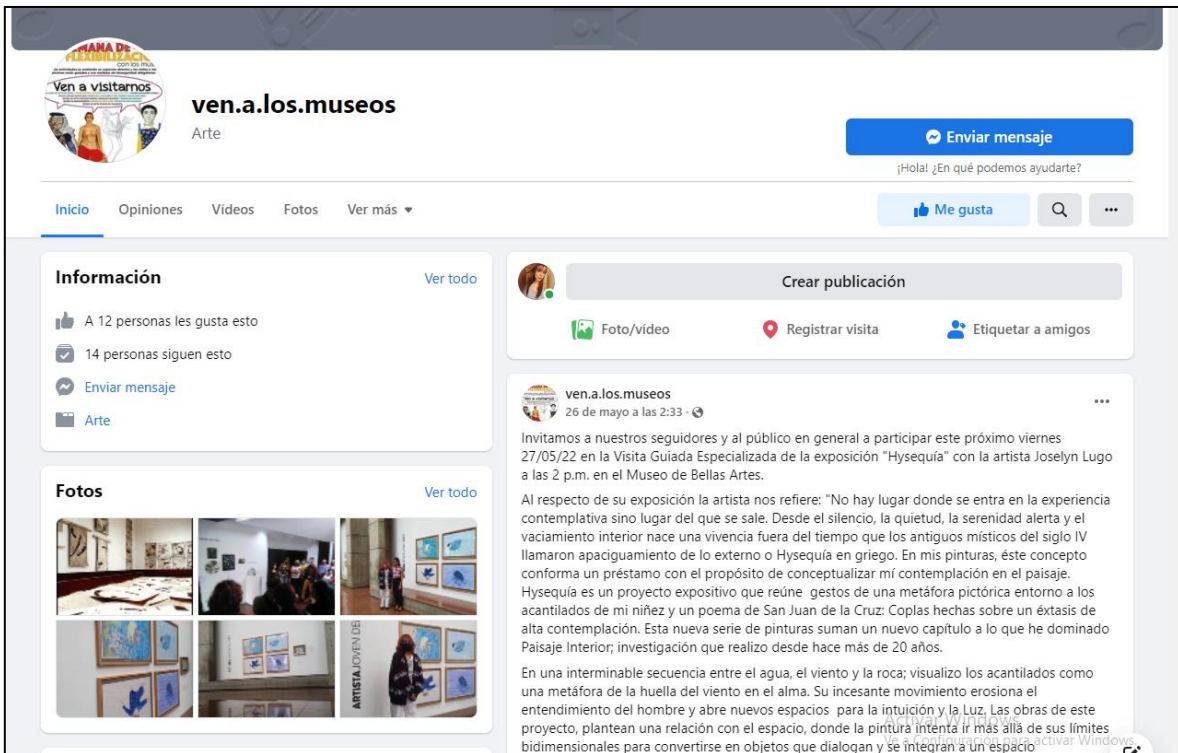 MANA DE
FLEXIBILIZAC
con los mus
Ven a visitarnos
ven.a.los.museos
Arte
Enviar mensaje
¡Hola! ¿En qué podemos ayudarte?
Inicio Opiniones Vídeos Fotos Ver más
Me gusta
Información Ver todo
A 12 personas les gusta esto
14 personas siguen esto
Enviar mensaje
Arte
Fotos Ver todo
ARTISTAJOVEN DE
Crear publicación
Foto/vídeo Registrar visita Etiquetar a amigos
ven.a.los.museos
26 de mayo a las 2:33 ·
Invitamos a nuestros seguidores y al público en general a participar este próximo viernes
27/05/22 en la Visita Guiada Especializada de la exposición "Hysequía" con la artista Joselyn Lugo
a las 2 p.m. en el Museo de Bellas Artes.
Al respecto de su exposición la artista nos refiere: "No hay lugar donde se entra en la experiencia
contemplativa sino lugar del que se sale. Desde el silencio, la quietud, la serenidad alerta y el
vaciamiento interior nace una vivencia fuera del tiempo que los antiguos místicos del siglo IV
llamaron apaciguamiento de lo externo o Hysequía en griego. En mis pinturas, éste concepto
conforma un préstamo con el propósito de conceptualizar mí contemplación en el paisaje.
Hysequía es un proyecto expositivo que reúne gestos de una metáfora pictórica entorno a los
acantilados de mi niñez y un poema de San Juan de la Cruz: Coplas hechas sobre un éxtasis de
alta contemplación. Esta nueva serie de pinturas suman un nuevo capítulo a lo que he dominado
Paisaje Interior; investigación que realizo desde hace más de 20 años.
En una interminable secuencia entre el agua, el viento y la roca; visualizo los acantilados como
una metáfora de la huella del viento en el alma. Su incesante movimiento erosiona el
entendimiento del hombre y abre nuevos espacios para la intuición y la Luz. Las obras de este
proyecto, plantean una relación con el espacio, donde la pintura intenta ir más allá de sus límites
bidimensionales para convertirse en objetos que dialogan y se integran a un espacio
Activar Windows
Ve a Configuración para activar Windows.